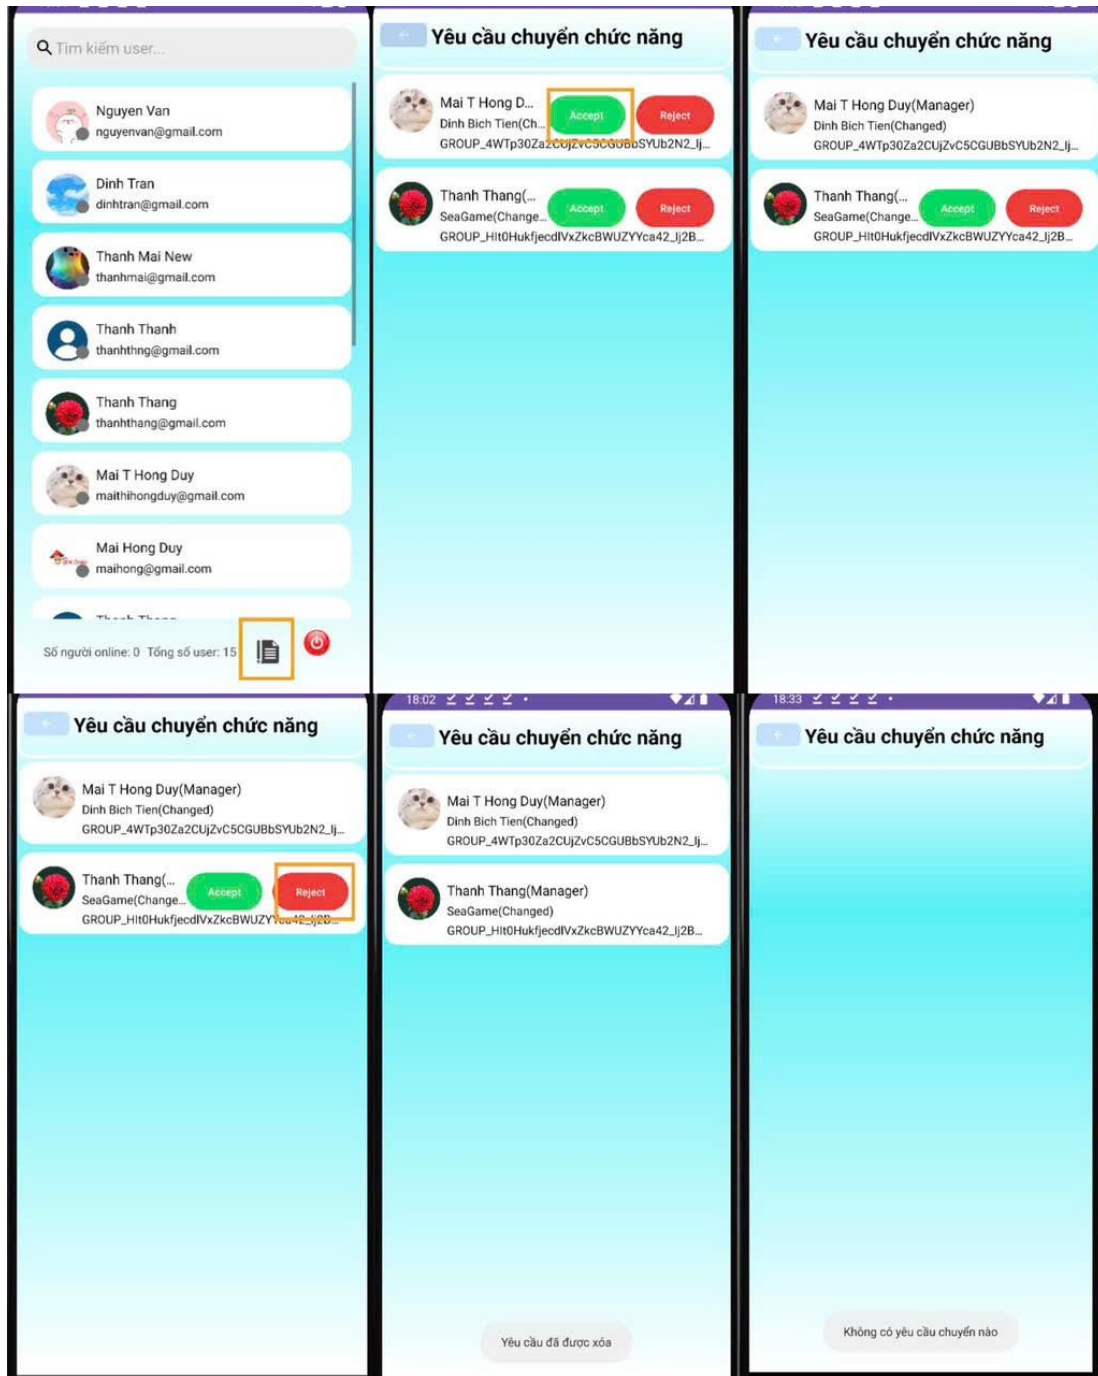 Tìm kiếm user...
Nguyen Van
nguyenvan@gmail.com
Dinh Tran
dinhtran@gmail.com
Thanh Mai New
thanhmai@gmail.com
Thanh Thanh
thanhthng@gmail.com
Thanh Thang
thanhthang@gmail.com
Mai T Hong Duy
maithihongduy@gmail.com
Mai Hong Duy
maihong@gmail.com
Thanh Thang
Số người online: 0 Tổng số user: 15
Yêu cầu chuyển chức năng
Mai T Hong D...
Dinh Bich Tien(Ch...
Accept
Reject
GROUP_4WTp30Za2CUjZvC5CGUBbSYUb2N2_Ij...
Thanh Thang(...
SeaGame(Change...
Accept
Reject
GROUP_HIt0HukfjecdlVxZkcBWUZYYca42_Ij2B...
Yêu cầu chuyển chức năng
Mai T Hong Duy(Manager)
Dinh Bich Tien(Changed)
GROUP_4WTp30Za2CUjZvC5CGUBbSYUb2N2_Ij...
Thanh Thang(...
SeaGame(Change...
Accept
Reject
GROUP_HIt0HukfjecdlVxZkcBWUZYYca42_Ij2B...
Yêu cầu chuyển chức năng
Mai T Hong Duy(Manager)
Dinh Bich Tien(Changed)
GROUP_4WTp30Za2CUjZvC5CGUBbSYUb2N2_Ij...
Thanh Thang(...
SeaGame(Change...
Accept
Reject
GROUP_HIt0HukfjecdlVxZkcBWUZYYca42_Ij2B...
18:02
Yêu cầu chuyển chức năng
Mai T Hong Duy(Manager)
Dinh Bich Tien(Changed)
GROUP_4WTp30Za2CUjZvC5CGUBbSYUb2N2_Ij...
Thanh Thang(Manager)
SeaGame(Changed)
GROUP_HIt0HukfjecdlVxZkcBWUZYYca42_Ij2B...
Yêu cầu đã được xóa
18:33
Yêu cầu chuyển chức năng
Không có yêu cầu chuyển nào